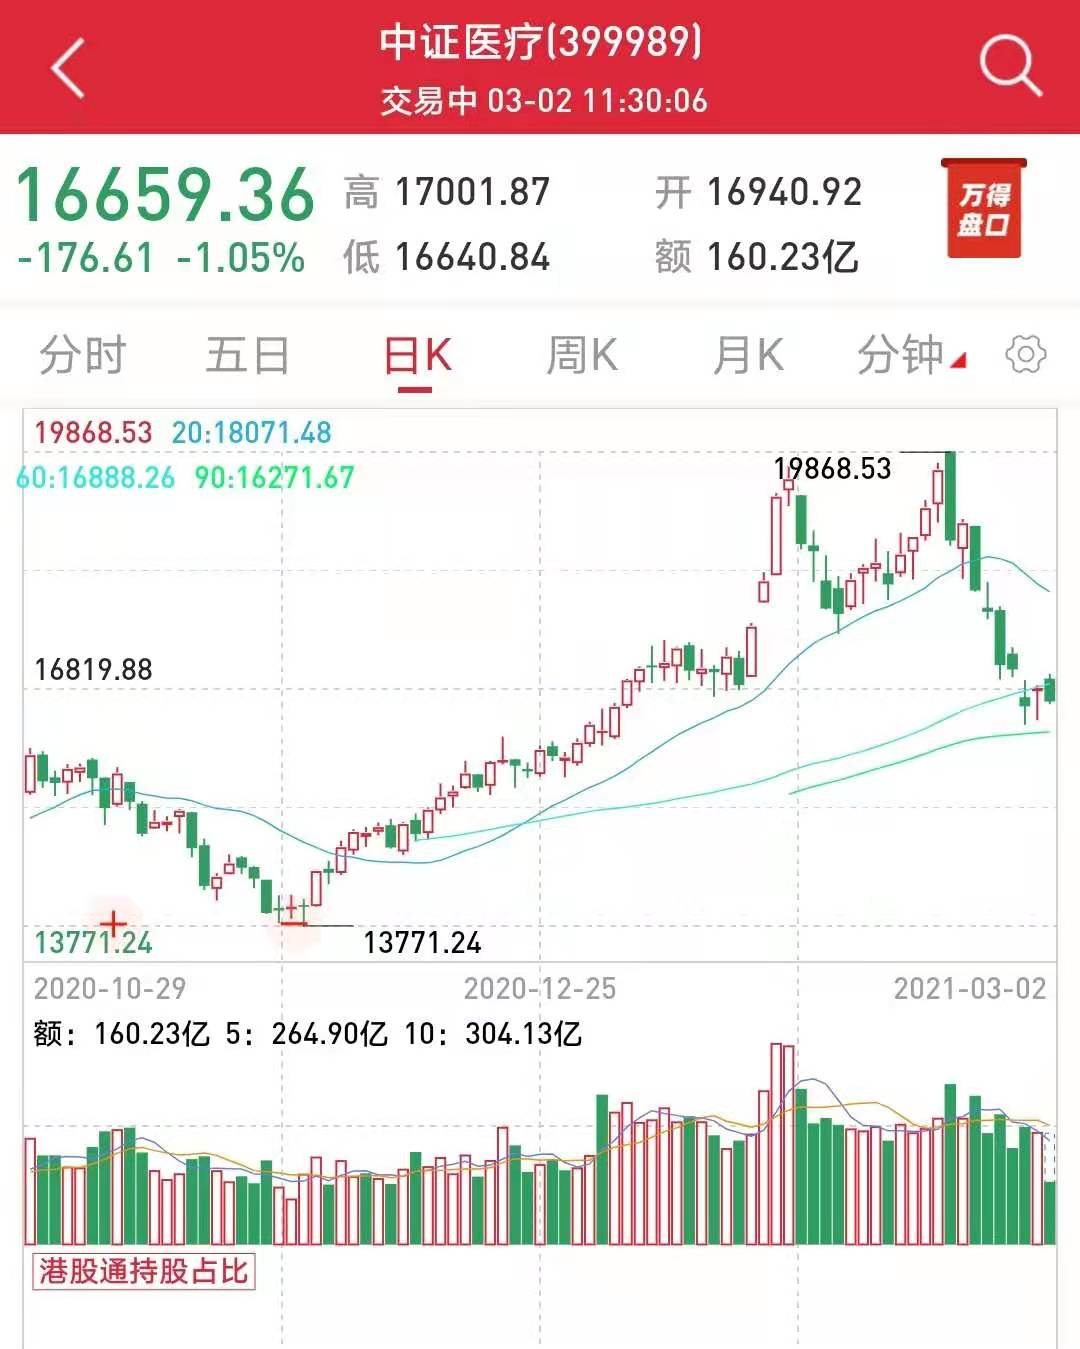 中证医疗(399989)
交易中 03-02 11:30:06
16659.36 高 17001.87 开 16940.92
-176.61 -1.05% 低 16640.84 额 160.23亿
万得
盘口
分时 五日 日K 周K 月K 分钟
19868.53 20:18071.48
60:16888.26 90:16271.67
19868.53
16819.88
13771.24 13771.24
2020-10-29 2020-12-25 2021-03-02
额：160.23亿 5：264.90亿 10：304.13亿
港股通持股占比